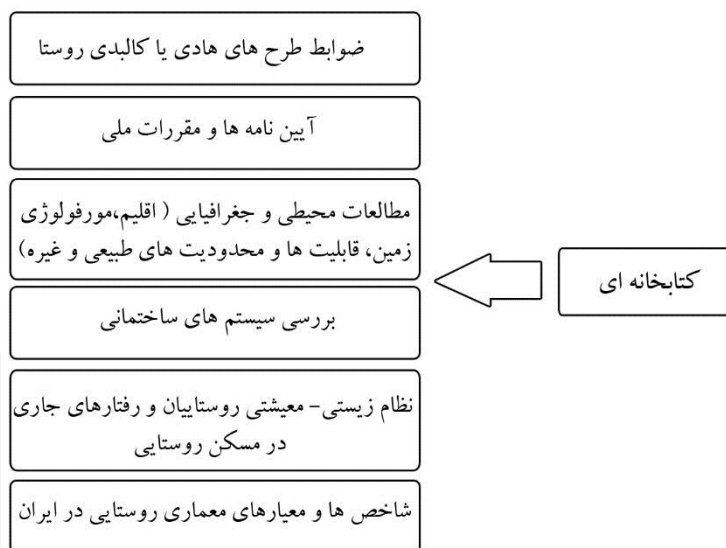 ضوابط طرح های هادی یا کالبدی روستا
آیین نامه ها و مقررات ملی
مطالعات محیطی و جغرافیایی ( اقلیم،مورفولوژی
زمین، قابلیت ها و محدودیت های طبیعی و غیره)
کتابخانه ای
بررسی سیستم های ساختمانی
نظام زیستی- معیشتی روستاییان و رفتارهای جاری
در مسکن روستایی
شاخص ها و معیارهای معماری روستایی در ایران